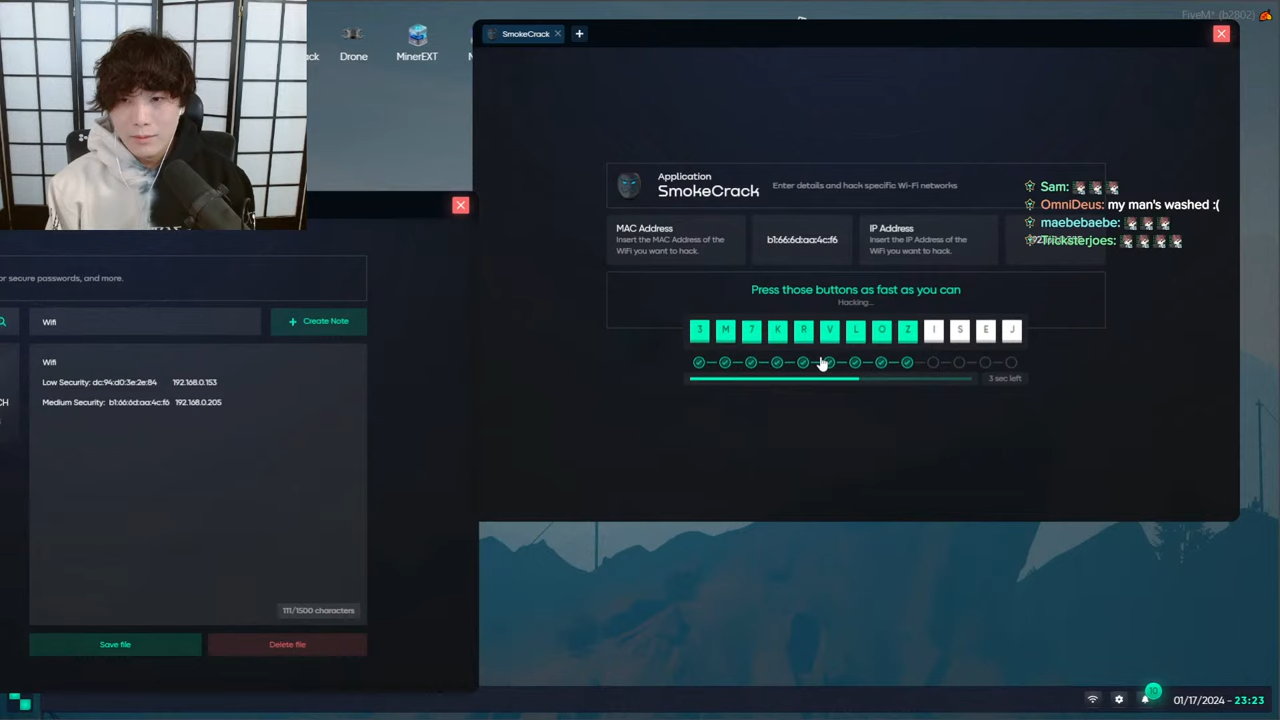 FiveM* (b2802)
SmokeCrack
ack
Drone
MinerEXT
Application
SmokeCrack
Enter details and hack specific Wi-Fi networks
MAC Address
Insert the MAC Address of the
WiFi you want to hack.
b1:66:6d:aa:4c:f6
IP Address
Insert the IP Address of the
WiFi you want to hack.
Sam:
OmniDeus: my man's washed :(
maebebaebe:
Tricksterjoes:
Press those buttons as fast as you can
Hacking...
3 M 7 K R V L O Z I S E J
3 sec left
or secure passwords, and more.
Wifi
+ Create Note
Wifi
Low Security: dc:94:d0:3e:2e:84 192.168.0.153
Medium Security: b1:66:6d:aa:4c:f6 192.168.0.205
CH
111/1500 characters
Save file
Delete file
10
01/17/2024 - 23:23